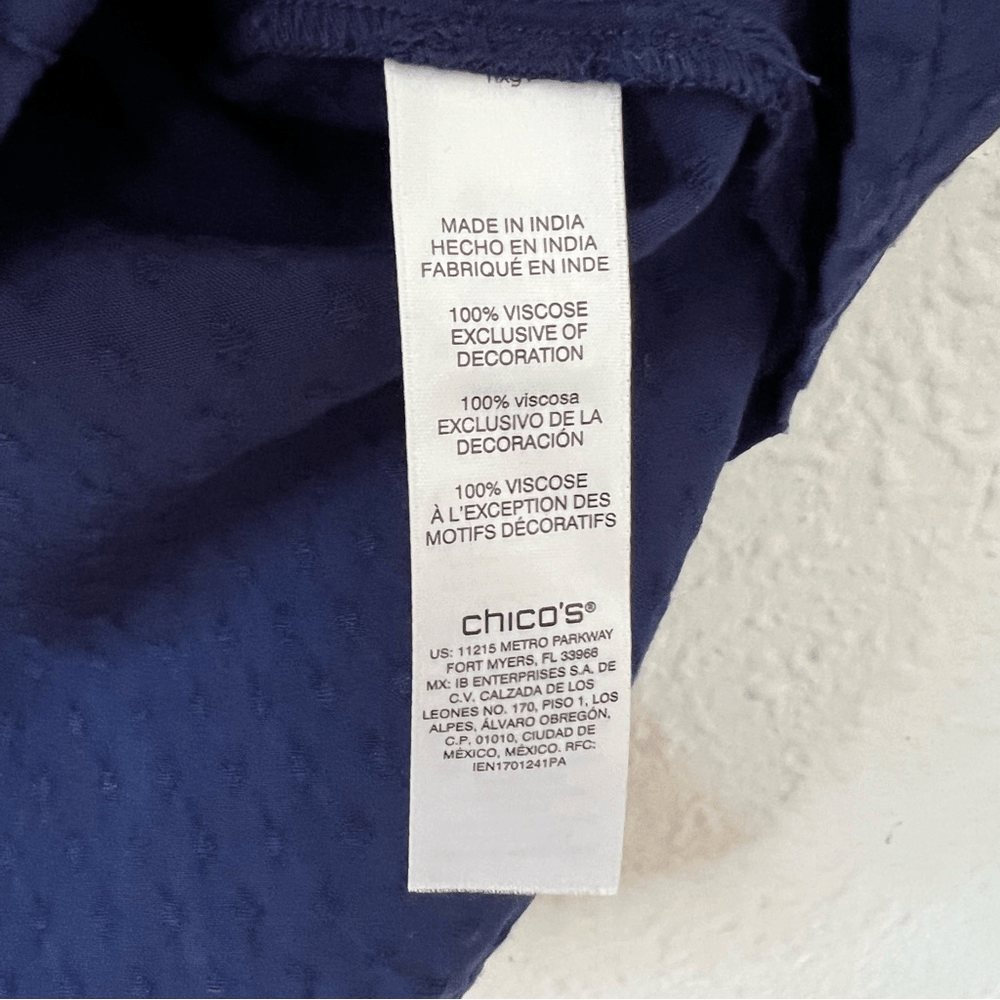 MADE IN INDIA
HECHO EN INDIA
FABRIQUÉ EN INDE
100% VISCOSE
EXCLUSIVE OF
DECORATION
100% viscosa
EXCLUSIVO DE LA
DECORACIÓN
100% VISCOSE
À L'EXCEPTION DES
MOTIFS DÉCORATIFS
chico's®
US: 11215 METRO PARKWAY
FORT MYERS, FL 33966
MX: IB ENTERPRISES S.A. DE
C.V. CALZADA DE LOS
LEONES NO. 170, PISO 1, LOS
ALPES, ÁLVARO OBREGÓN,
C.P. 01010, CIUDAD DE
MÉXICO, MÉXICO. RFC:
IEN1701241PA